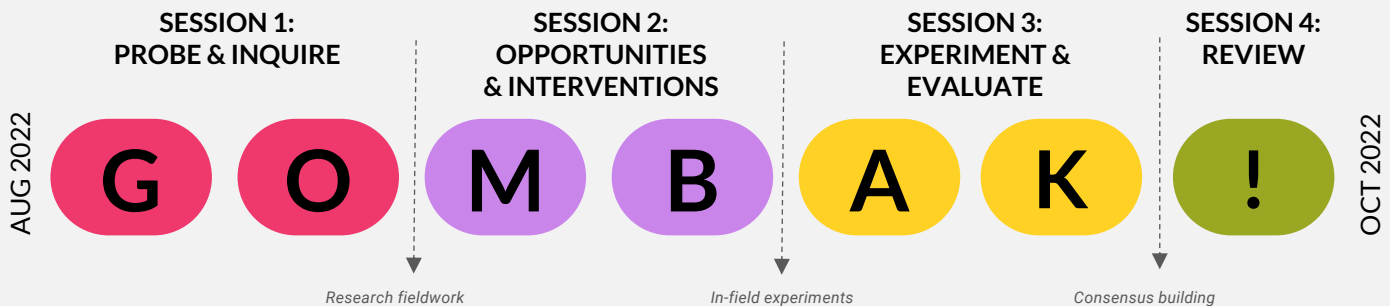 SESSION 1:
PROBE & INQUIRE
SESSION 2:
OPPORTUNITIES
& INTERVENTIONS
SESSION 3:
EXPERIMENT &
EVALUATE
SESSION 4:
REVIEW
AUG 2022
G O M B A K !
OCT 2022
Research fieldwork
In-field experiments
Consensus building